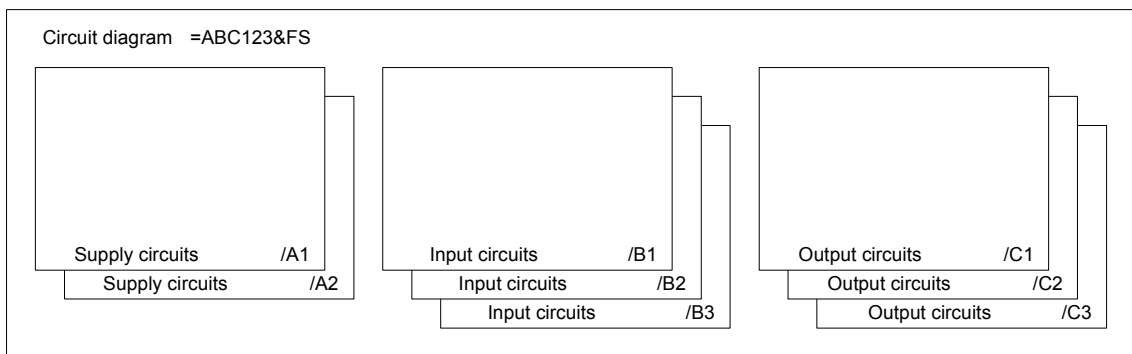 Circuit diagram =ABC123&FS
Supply circuits /A1
Supply circuits /A2
Input circuits /B1
Input circuits /B2
Input circuits /B3
Output circuits /C1
Output circuits /C2
Output circuits /C3